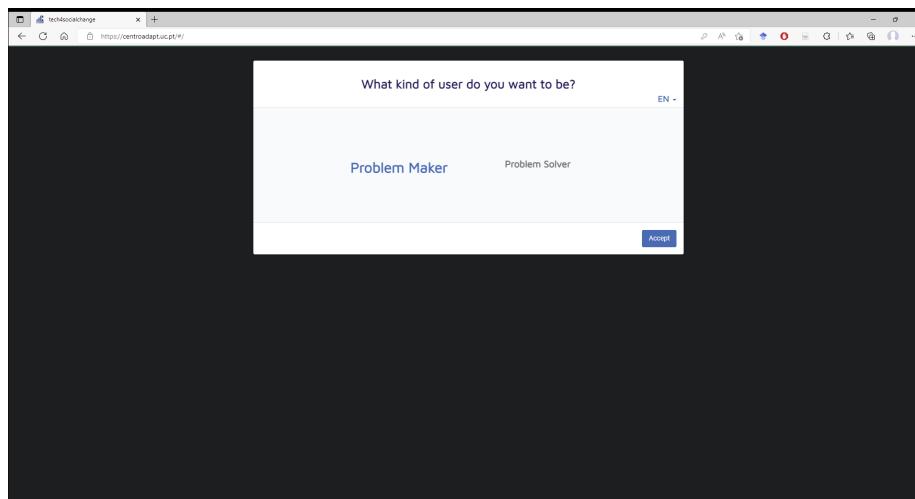 tech4socialchange
https://centroadapt.uc.pt/#/
What kind of user do you want to be?
EN
Problem Maker
Problem Solver
Accept